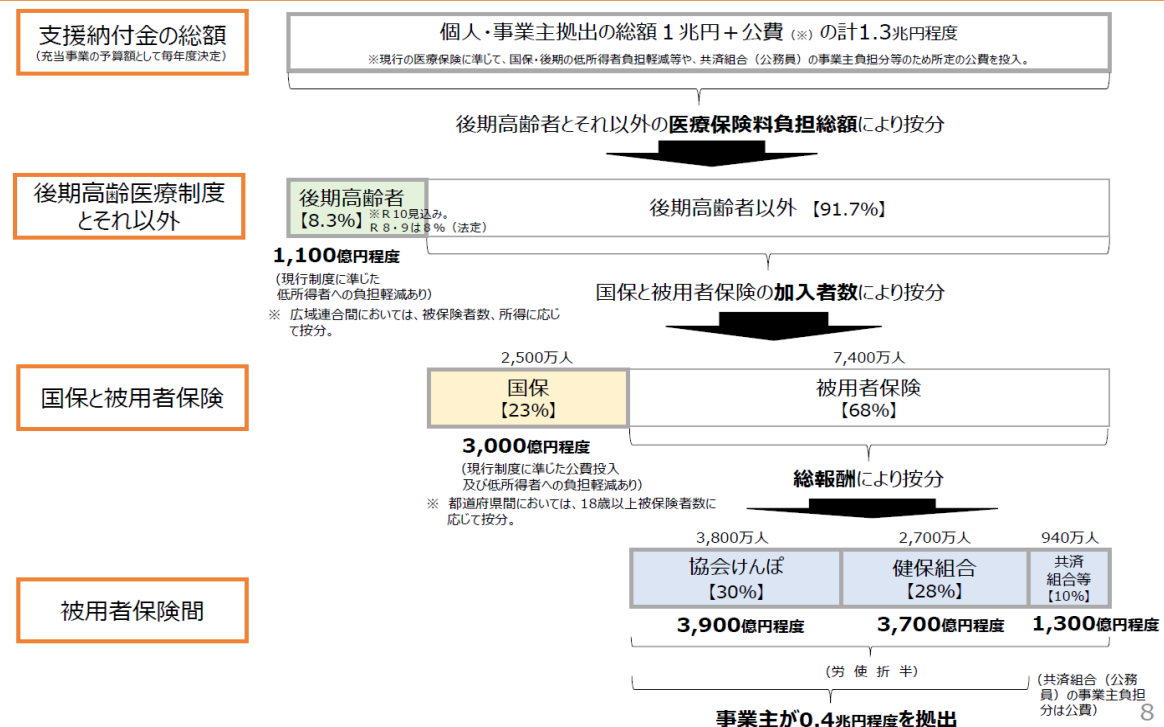 支援納付金の総額
(充当事業の予算額として毎年度決定)
個人・事業主拠出の総額1兆円+公費(※)の計1.3兆円程度
※現行の医療保険に準じて、国保・後期の低所得者負担軽減等や、共済組合(公務員)の事業主負担分等のため所定の公費を投入。
後期高齢者とそれ以外の医療保険料負担総額により按分
後期高齢医療制度
とそれ以外
後期高齢者
【8.3%】
※R10見込み。
R8・9は8%(法定)
後期高齢者以外【91.7%】
1,100億円程度
(現行制度に準じた
低所得者への負担軽減あり)
※ 広域連合間においては、被保険者数、所得に応じ
て按分。
国保と被用者保険の加入者数により按分
2,500万人
7,400万人
国保と被用者保険
国保
【23%】
被用者保険
【68%】
3,000億円程度
(現行制度に準じた公費投入
及び低所得者への負担軽減あり)
※ 都道府県間においては、18歳以上被保険者数に
応じて按分。
総報酬により按分
3,800万人
2,700万人
940万人
被用者保険間
協会けんぽ
【30%】
健保組合
【28%】
共済
組合等
【10%】
3,900億円程度
3,700億円程度
1,300億円程度
(労使折半)
事業主が0.4兆円程度を拠出
(共済組合(公務
員)の事業主負担
分は公費)
8